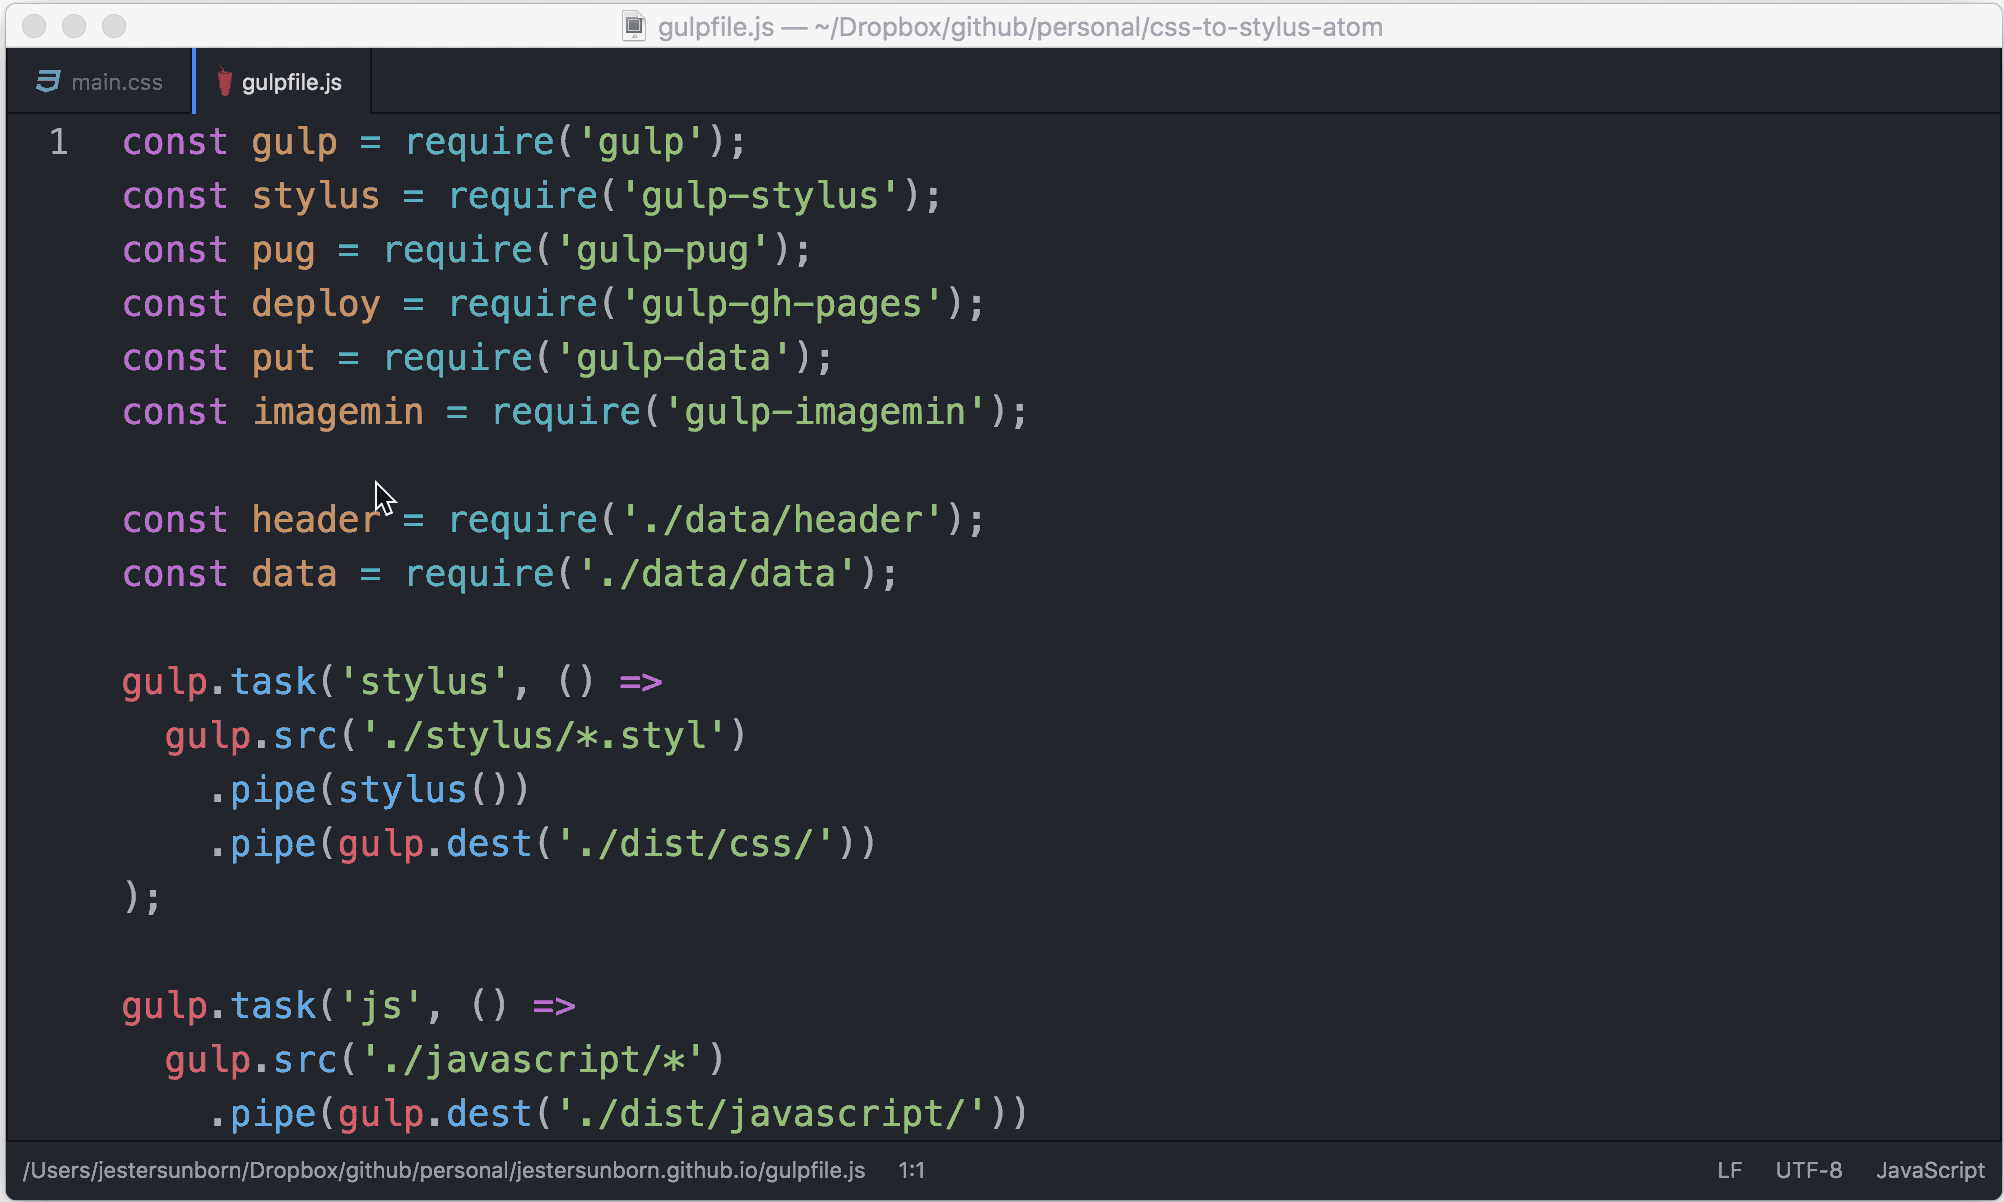 gulpfile.js — ~/Dropbox/github/personal/css-to-stylus-atom
main.css
gulpfile.js
1 const gulp = require('gulp');
const stylus = require('gulp-stylus');
const pug = require('gulp-pug');
const deploy = require('gulp-gh-pages');
const put = require('gulp-data');
const imagemin = require('gulp-imagemin');
const header = require('./data/header');
const data = require('./data/data');
gulp.task('stylus', () =>
  gulp.src('./stylus/*.styl')
    .pipe(stylus())
    .pipe(gulp.dest('./dist/css/'))
);
gulp.task('js', () =>
  gulp.src('./javascript/*')
    .pipe(gulp.dest('./dist/javascript/'))
/Users/jestersunborn/Dropbox/github/personal/jestersunborn.github.io/gulpfile.js 1:1 LF UTF-8 JavaScript